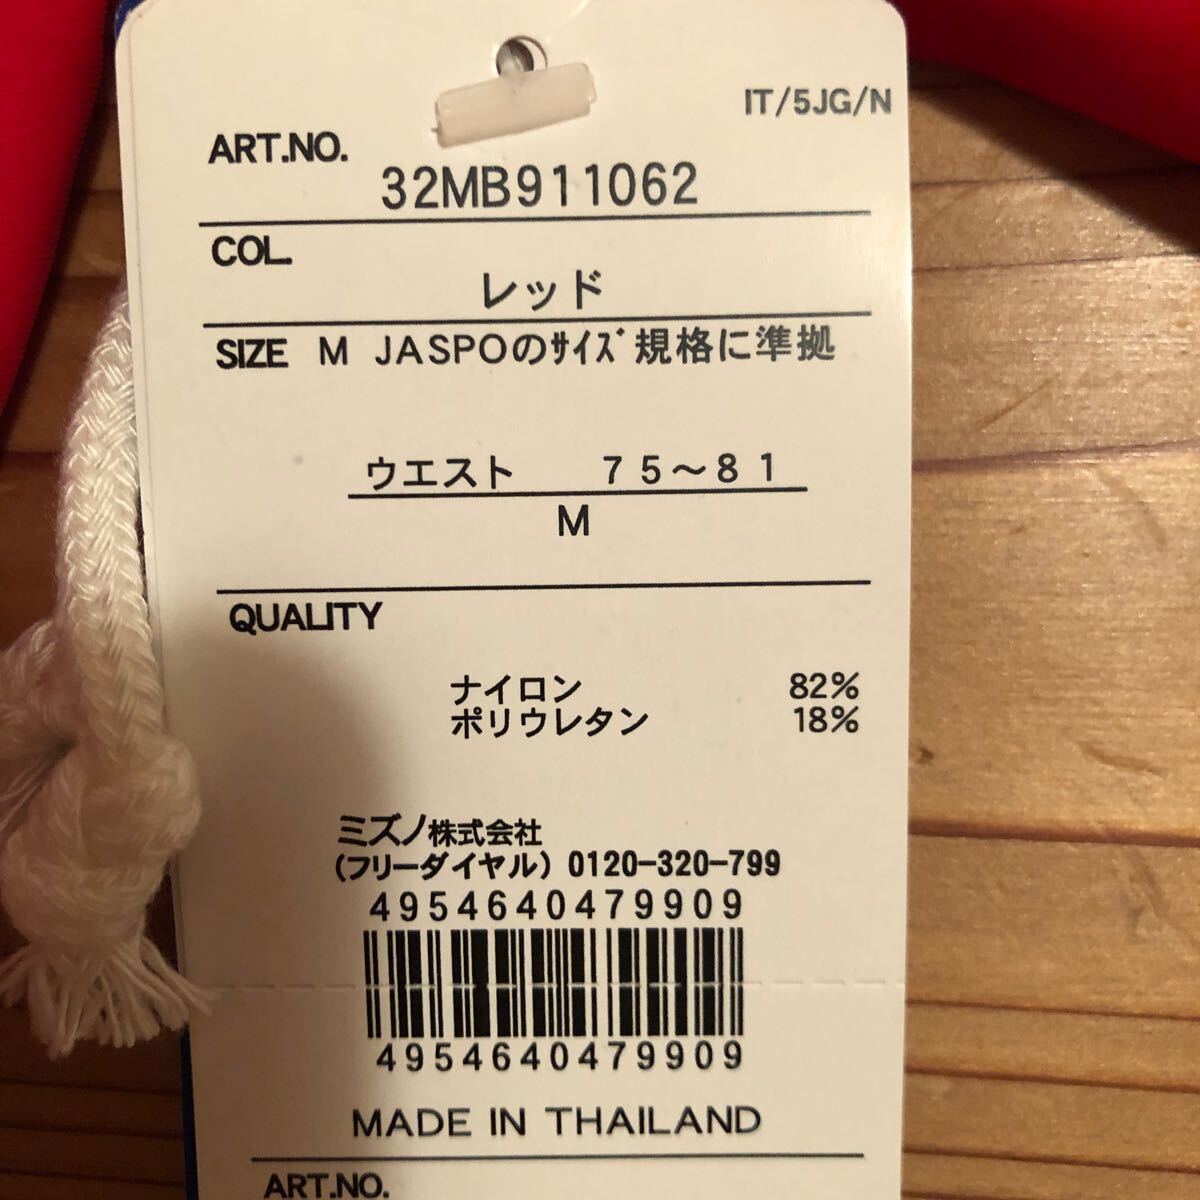 IT/5JG/N
ART.NO.
32MB911062
COL.
レッド
SIZE M JASPOのｻｲｽﾞ規格に準拠
ウエスト 75～81
M
QUALITY
ナイロン 82%
ポリウレタン 18%
ミズノ株式会社
(フリーダイヤル) 0120-320-799
4954640479909
4954640479909
MADE IN THAILAND
ART.NO.